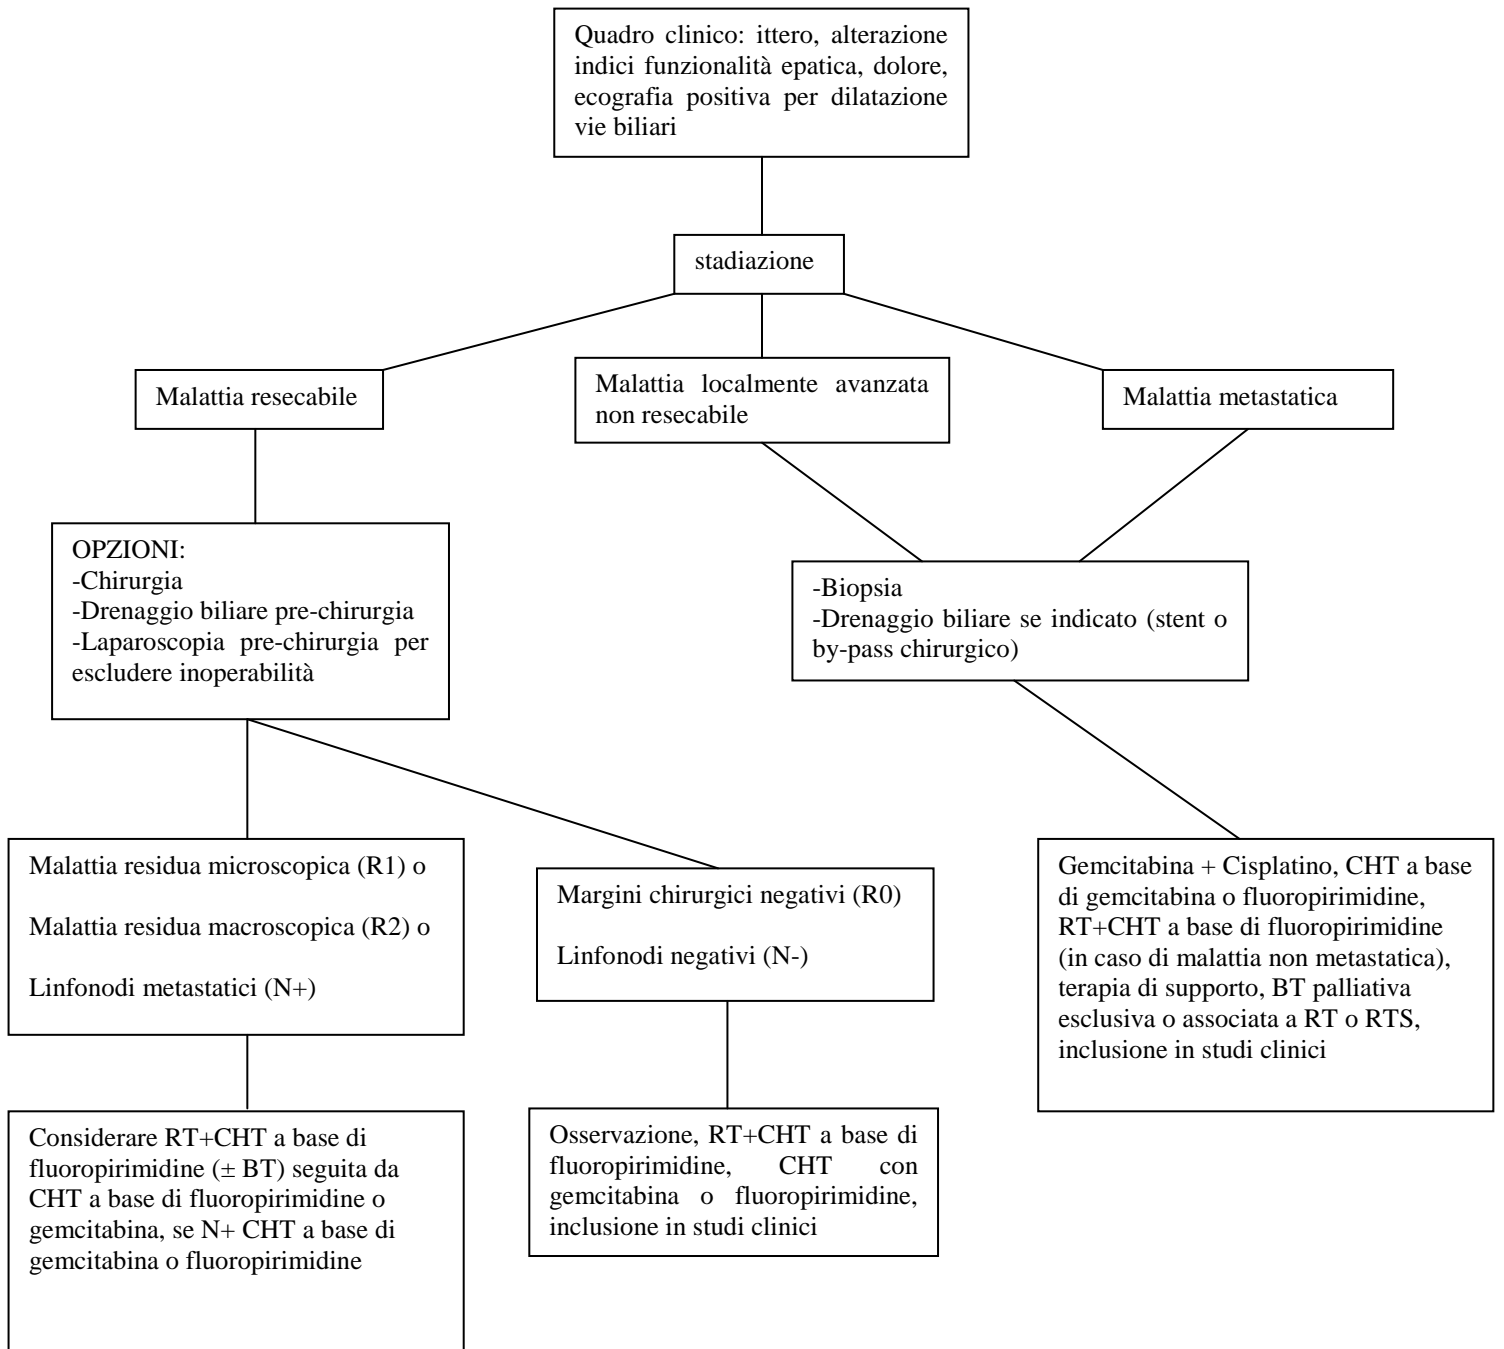 Quadro clinico: ittero, alterazione
indici funzionalità epatica, dolore,
ecografia positiva per dilatazione
vie biliari
stadiazione
Malattia resecabile
Malattia localmente avanzata
non resecabile
Malattia metastatica
OPZIONI:
-Chirurgia
-Drenaggio biliare pre-chirurgia
-Laparoscopia pre-chirurgia per
escludere inoperabilità
-Biopsia
-Drenaggio biliare se indicato (stent o
by-pass chirurgico)
Malattia residua microscopica (R1) o
Malattia residua macroscopica (R2) o
Linfonodi metastatici (N+)
Margini chirurgici negativi (R0)
Linfonodi negativi (N-)
Gemcitabina + Cisplatino, CHT a base
di gemcitabina o fluoropirimidine,
RT+CHT a base di fluoropirimidine
(in caso di malattia non metastatica),
terapia di supporto, BT palliativa
esclusiva o associata a RT o RTS,
inclusione in studi clinici
Considerare RT+CHT a base di
fluoropirimidine (± BT) seguita da
CHT a base di fluoropirimidine o
gemcitabina, se N+ CHT a base di
gemcitabina o fluoropirimidine
Osservazione, RT+CHT a base di
fluoropirimidine, CHT con
gemcitabina o fluoropirimidine,
inclusione in studi clinici